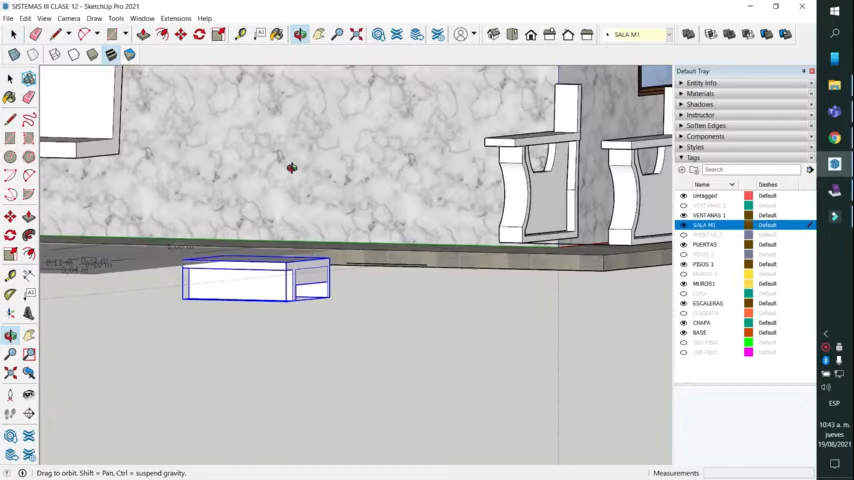 SISTEMAS III CLASE 12 - SketchUp Pro 2021
File Edit View Camera Draw Tools Window Extensions Help
SALA M1
Default Tray
Entity Info
Materials
Shadows
Instructor
Soften Edges
Components
Styles
Tags
Search
Name Dashes
Untagged Default
VENTANAS 2 Default
VENTANAS 1 Default
SALA M1 Default
Default
PUERTAS Default
PISOS 2 Default
PISOS 1 Default
MUROS 2 Default
MUROS1 Default
Default
ESCALERAS Default
CUBIERTA Default
CHAPA Default
BASE Default
Default
Default
ESP
10:43 a. m.
jueves
19/08/2021
Drag to orbit. Shift = Pan, Ctrl = suspend gravity.
Measurements